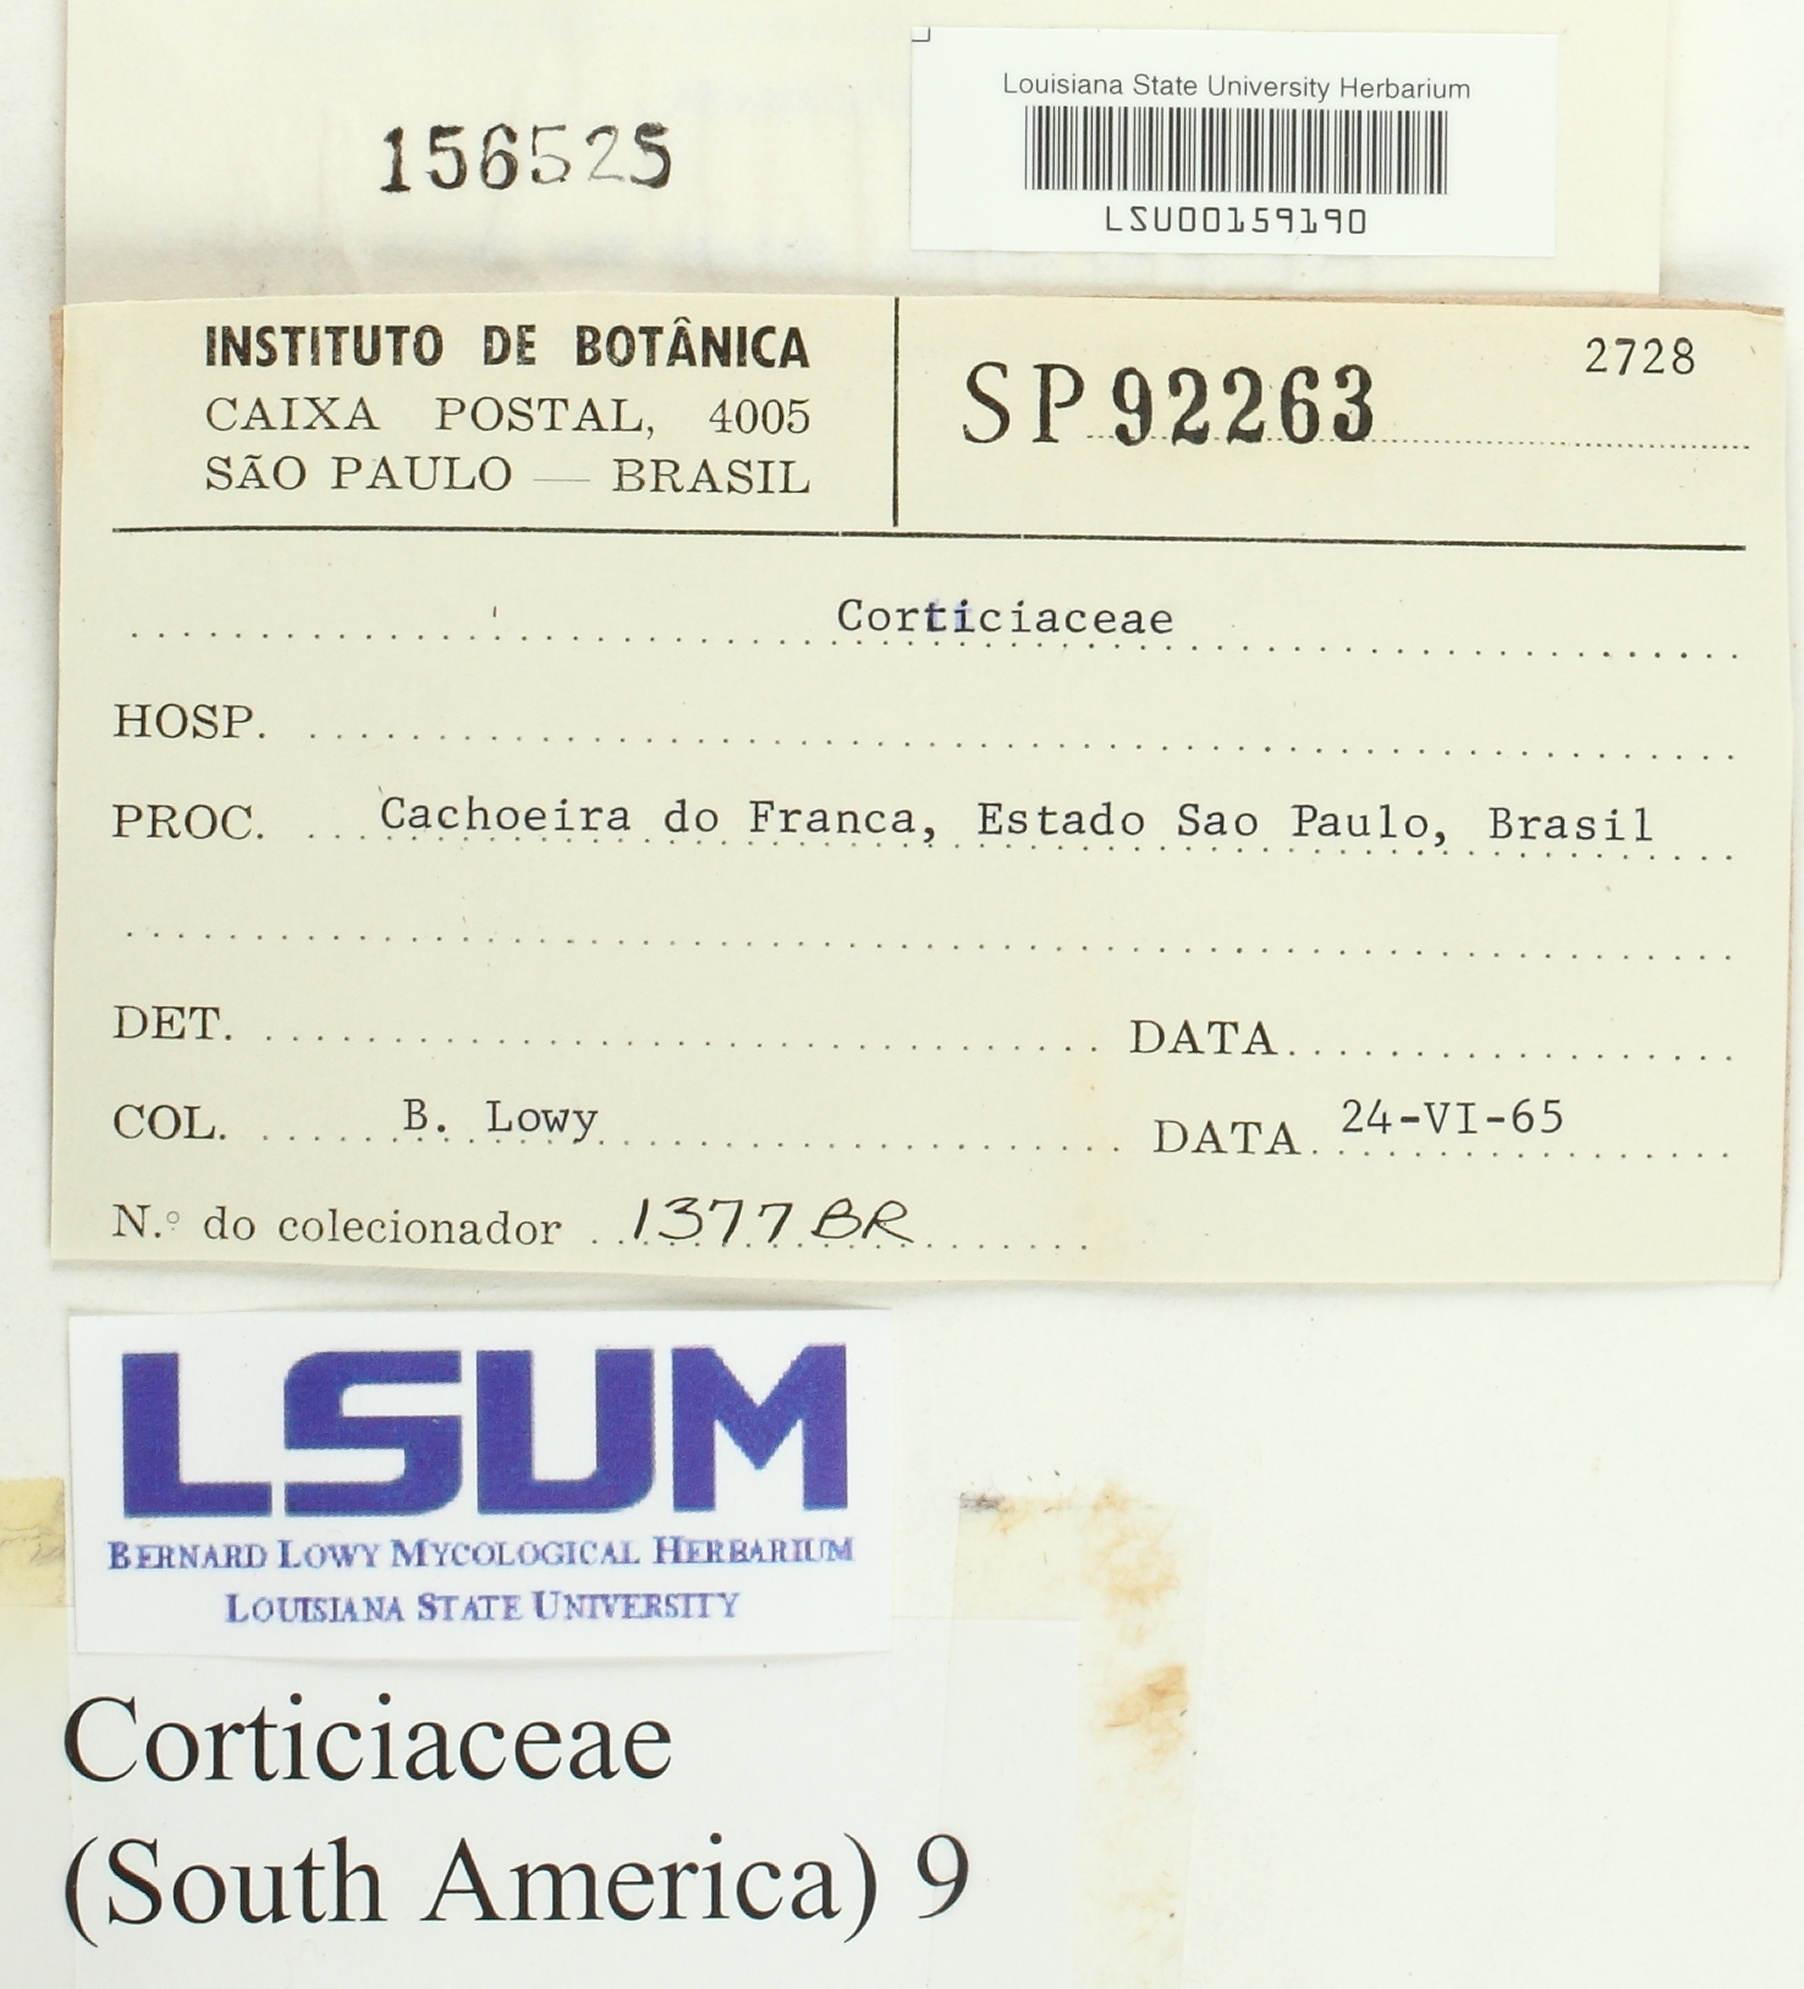 Louisiana State University Herbarium
156525
LSU00159190
INSTITUTO DE BOTÂNICA
CAIXA POSTAL, 4005
SÃO PAULO — BRASIL
2728
SP 92263
Corticiaceae
HOSP.
PROC. Cachoeira do Franca, Estado Sao Paulo, Brasil
DET. DATA
COL. B. Lowy DATA 24-VI-65
N.º do colecionador 1377 BR
LSUM
BERNARD LOWY MYCOLOGICAL HERBARIUM
LOUISIANA STATE UNIVERSITY
Corticiaceae
(South America) 9